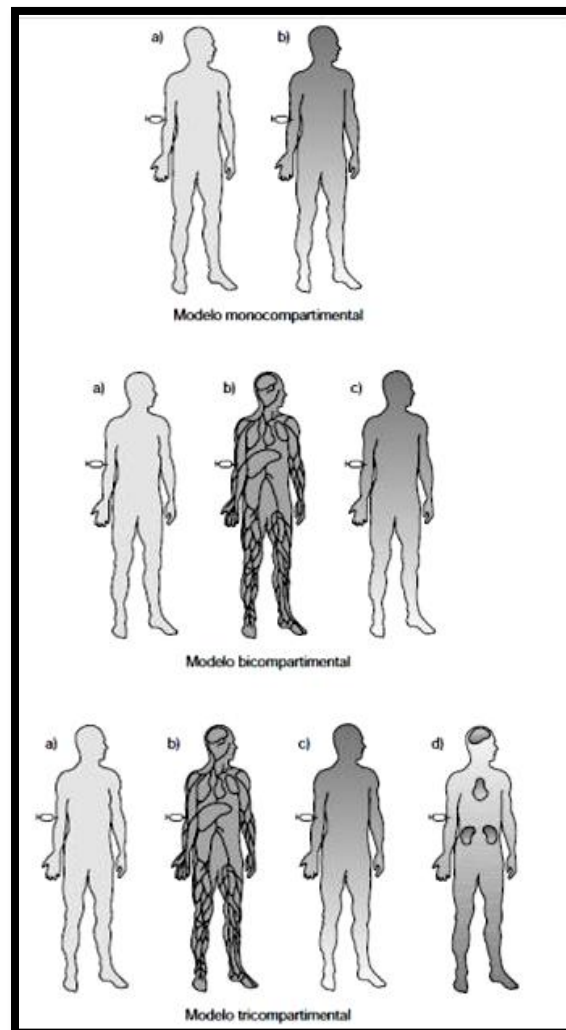 a) b)
Modelo monocompartimental
a) b) c)
Modelo bicompartimental
a) b) c) d)
Modelo tricompartimental